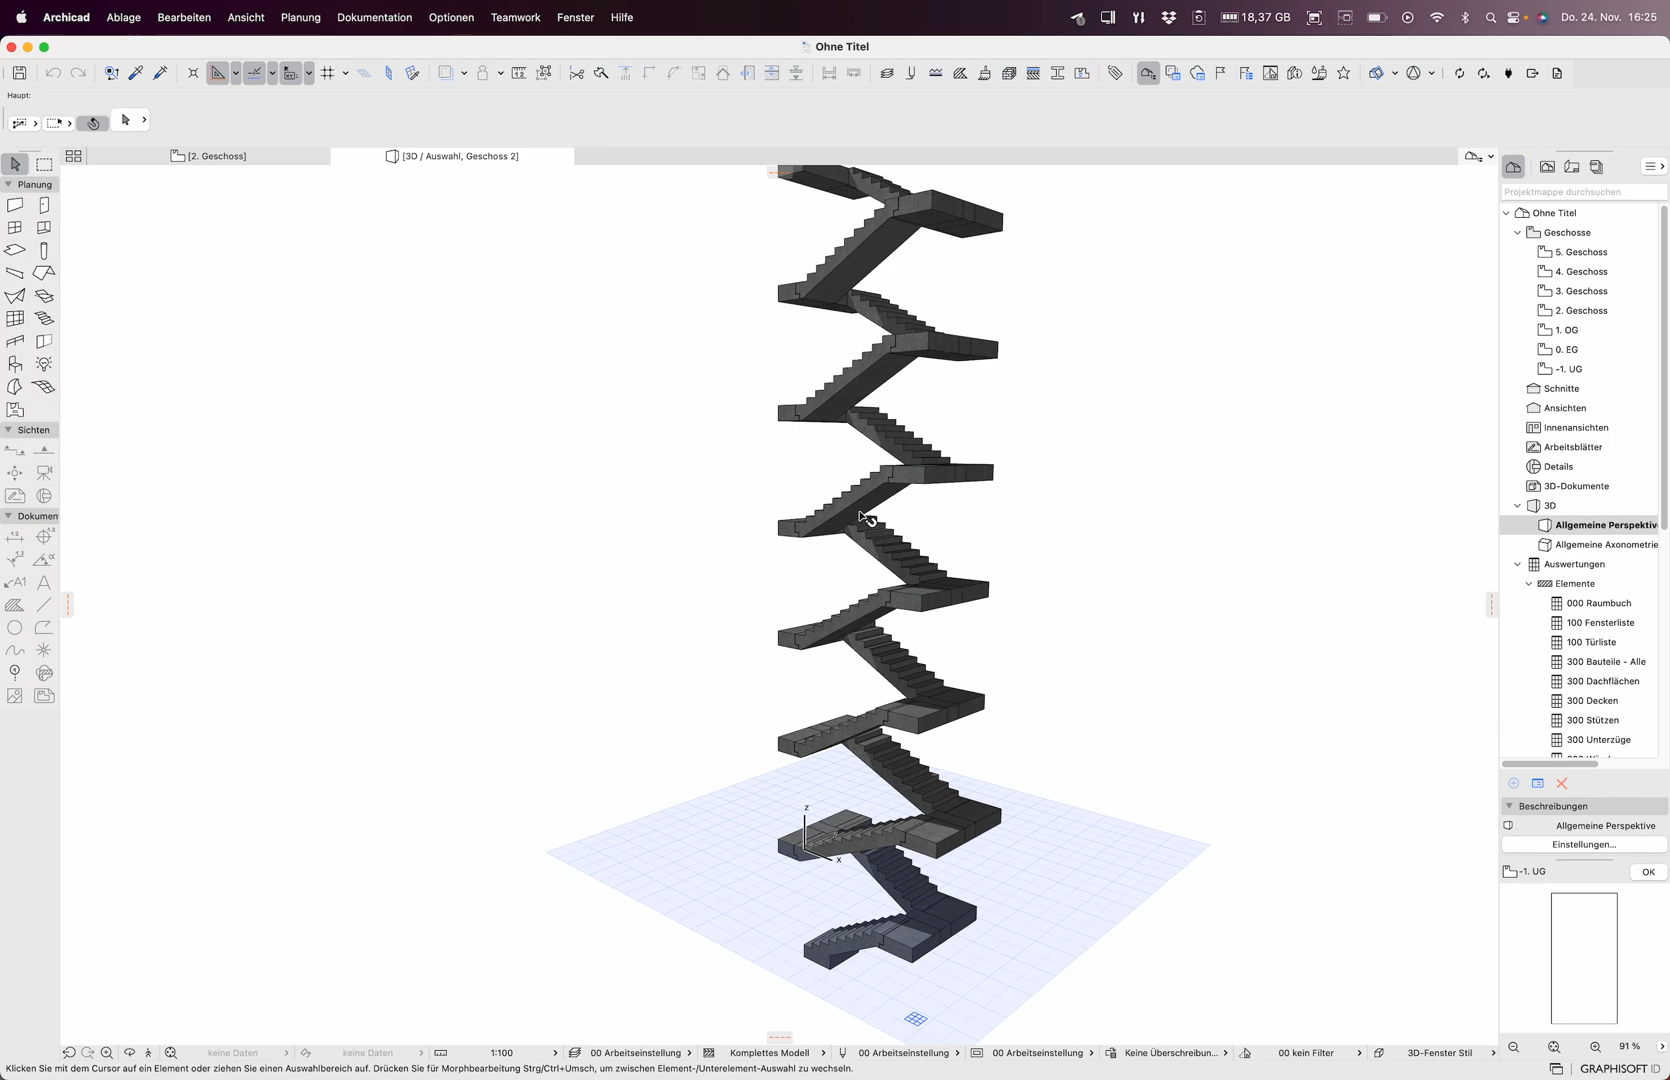 Archicad Ablage Bearbeiten Ansicht Planung Dokumentation Optionen Teamwork Fenster Hilfe 18,37 GB Do. 24. Nov. 16:25
Ohne Titel
Haupt:
[2. Geschoss] [3D / Auswahl, Geschoss 2]
Planung
Sichten
Dokumen
A1 A
Projektmappe durchsuchen
Ohne Titel
Geschosse
5. Geschoss
4. Geschoss
3. Geschoss
2. Geschoss
1. OG
0. EG
-1. UG
Schnitte
Ansichten
Innenansichten
Arbeitsblätter
Details
3D-Dokumente
3D
Allgemeine Perspektiv
Allgemeine Axonometrie
Auswertungen
Elemente
000 Raumbuch
100 Fensterliste
100 Türliste
300 Bauteile - Alle
300 Dachflächen
300 Decken
300 Stützen
300 Unterzüge
Beschreibungen
Allgemeine Perspektive
Einstellungen...
-1. UG OK
z
x
keine Daten keine Daten 1:100 00 Arbeitseinstellung Komplettes Modell 00 Arbeitseinstellung 00 Arbeitseinstellung Keine Überschreibun... 00 kein Filter 3D-Fenster Stil 91 %
Klicken Sie mit dem Cursor auf ein Element oder ziehen Sie einen Auswahlbereich auf. Drücken Sie für Morphbearbeitung Strg/Ctrl+Umsch, um zwischen Element-/Unterelement-Auswahl zu wechseln. GRAPHISOFT ID